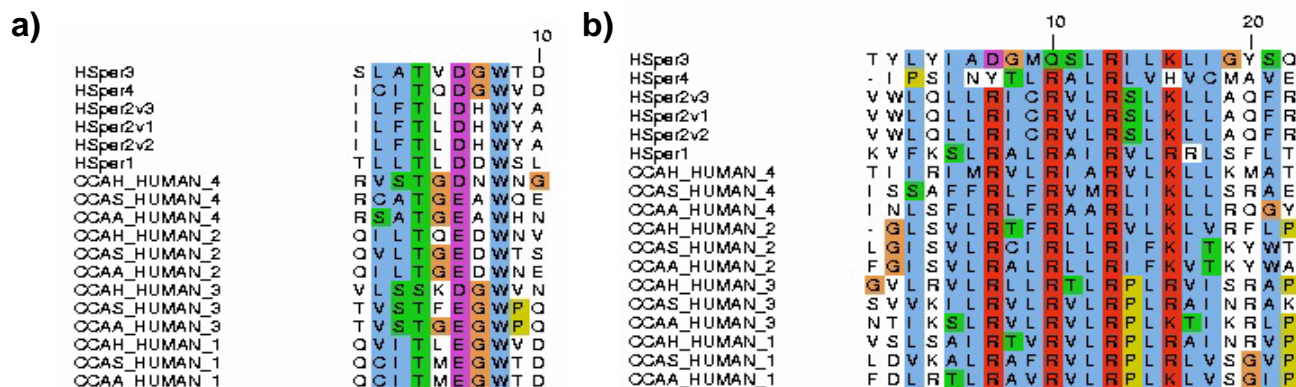 a)
10
HSper3 S L A T V D G W T D
HSper4 I C I T Q D G W V D
HSper2v3 I L F T L D H W Y A
HSper2v1 I L F T L D H W Y A
HSper2v2 I L F T L D H W Y A
HSper1 T L L T L D D W S L
CCAH_HUMAN_4 R V S T G D N W N G
CCAS_HUMAN_4 R C A T G E A W Q E
CCAA_HUMAN_4 R S A T G E A W H N
CCAH_HUMAN_2 Q I L T Q E D W N V
CCAS_HUMAN_2 Q V L T G E D W T S
CCAA_HUMAN_2 Q I L T G E D W N E
CCAH_HUMAN_3 V L S S K D G W V N
CCAS_HUMAN_3 T V S T F E G W P Q
CCAA_HUMAN_3 T V S T G E G W P Q
CCAH_HUMAN_1 Q V I T L E G W V D
CCAS_HUMAN_1 Q C I T M E G W T D
CCAA_HUMAN_1 Q C I T M E G W T D
b)
10 20
HSper3 T Y L Y I A D G M Q S L R I L K L I G Y S Q
HSper4 - I P S I N Y T L R A L R L V H V C M A V E
HSper2v3 V W L Q L L R I C R V L R S L K L L A Q F R
HSper2v1 V W L Q L L R I C R V L R S L K L L A Q F R
HSper2v2 V W L Q L L R I C R V L R S L K L L A Q F R
HSper1 K V F K S L R A L R A I R V L R R L S F L T
CCAH_HUMAN_4 T I I R I M R V L R I A R V L K L L K M A T
CCAS_HUMAN_4 I S S A F F R L F R V M R L I K L L S R A E
CCAA_HUMAN_4 I N L S F L R L F R A A R L I K L L R Q G Y
CCAH_HUMAN_2 - G L S V L R T F R L L R V L K L V R F L P
CCAS_HUMAN_2 L G I S V L R C I R L L R I F K I T K Y W T
CCAA_HUMAN_2 F G I S V L R A L R L L R I F K V T K Y W A
CCAH_HUMAN_3 G V L R V L R L L R T L R P L R V I S R A P
CCAS_HUMAN_3 S V V K I L R V L R V L R P L R A I N R A K
CCAA_HUMAN_3 N T I K S L R V L R V L R P L K T I K R L P
CCAH_HUMAN_1 V S L S A I R T V R V L R P L R A I N R V P
CCAS_HUMAN_1 L D V K A L R A F R V L R P L R L V S G V P
CCAA_HUMAN_1 F D L R T L R A V R V L R P L K L V S G I P